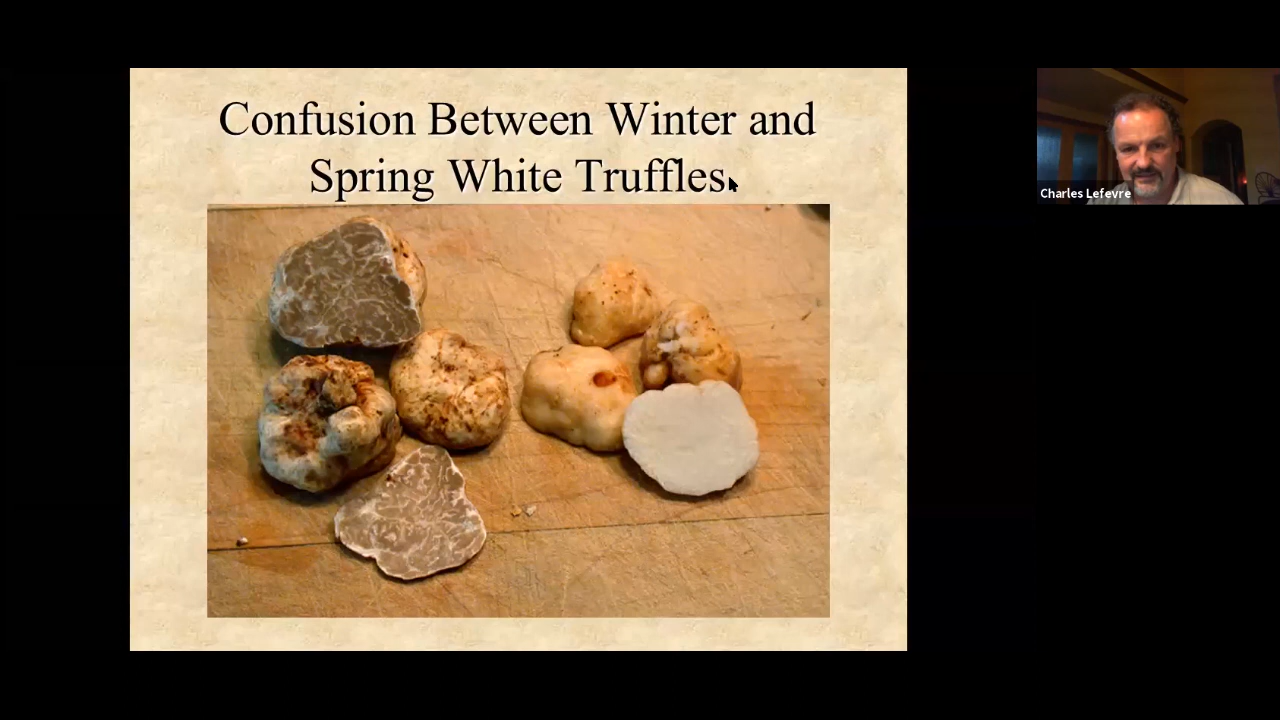 Confusion Between Winter and
Spring White Truffles
Charles Lefevre